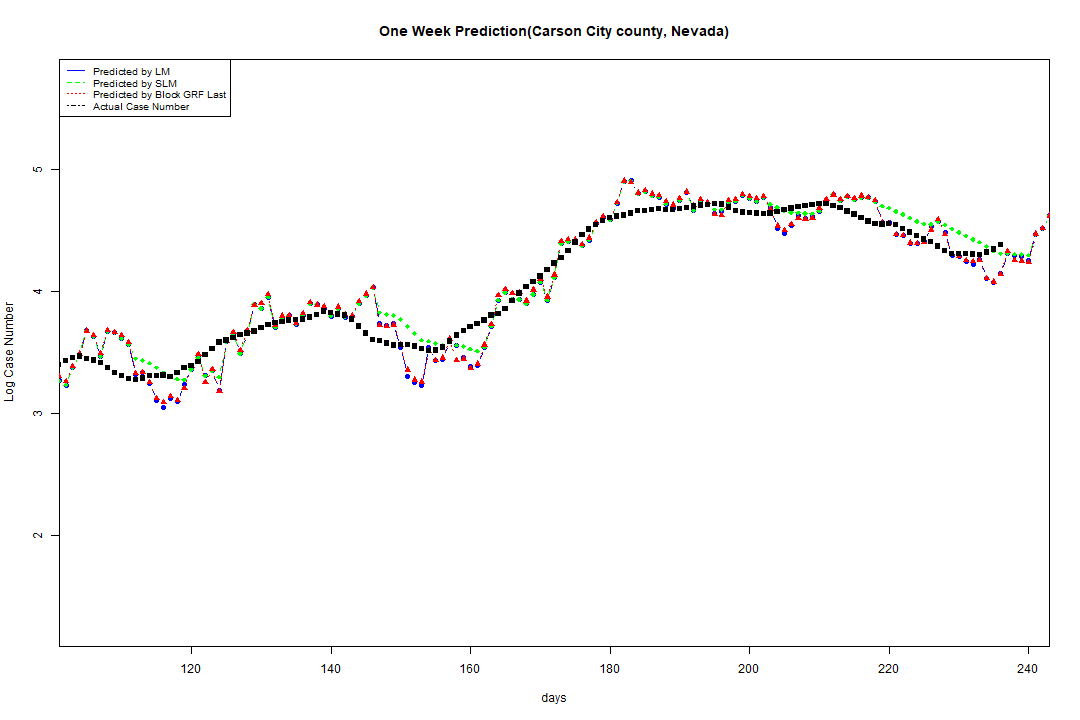 One Week Prediction(Carson City county, Nevada)
Predicted by LM
Predicted by SLM
Predicted by Block GRF Last
Actual Case Number
5
4
3
2
Log Case Number
120 140 160 180 200 220 240
days